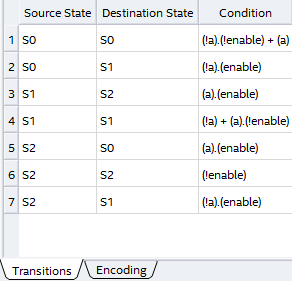 Source State Destination State Condition
1 S0 S0 (!a).(!enable) + (a)
2 S0 S1 (!a).(enable)
3 S1 S2 (a).(enable)
4 S1 S1 (!a) + (a).(!enable)
5 S2 S0 (a).(enable)
6 S2 S2 (!enable)
7 S2 S1 (!a).(enable)
Transitions Encoding